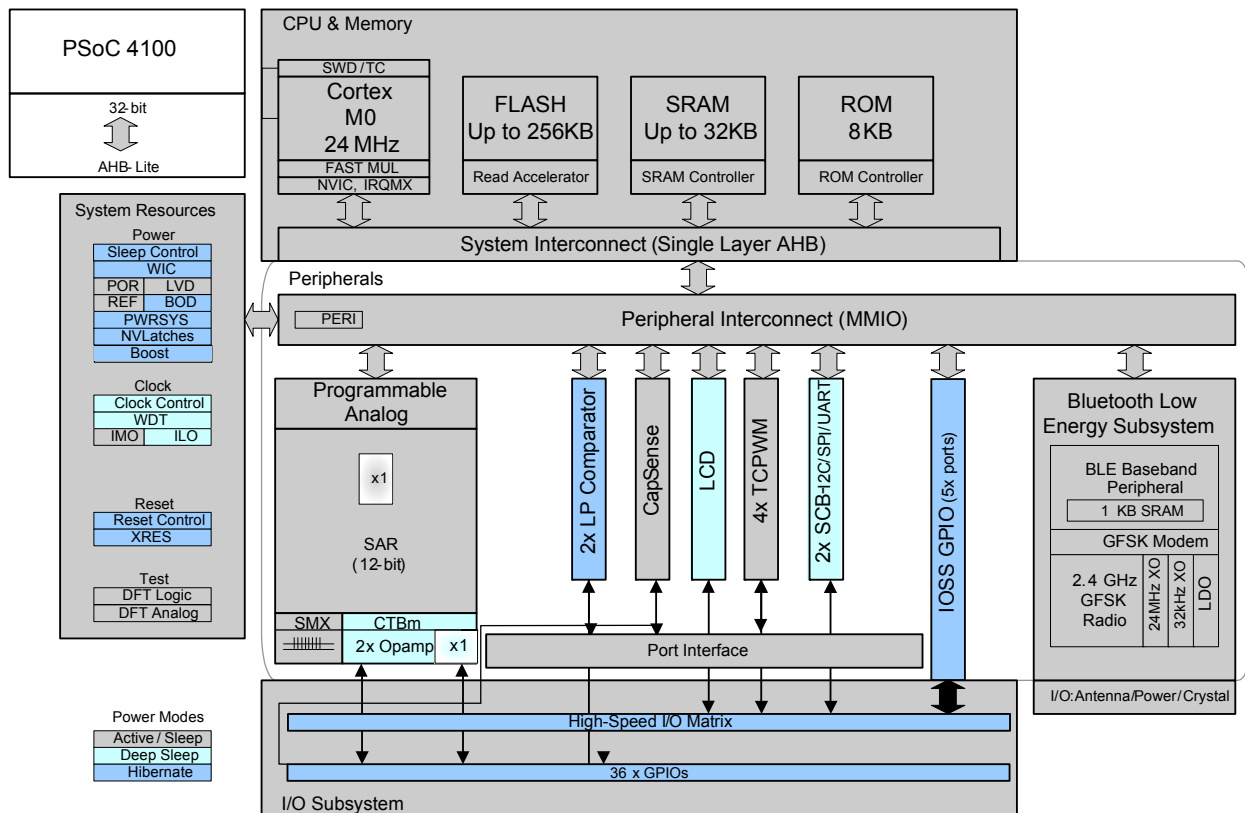 PSoC 4100
32-bit
AHB-Lite
CPU & Memory
SWD/TC
Cortex
M0
24 MHz
FAST MUL
NVIC, IRQMX
FLASH
Up to 256KB
Read Accelerator
SRAM
Up to 32KB
SRAM Controller
ROM
8KB
ROM Controller
System Interconnect (Single Layer AHB)
System Resources
Power
Sleep Control
WIC
POR LVD
REF BOD
PWRSYS
NVLatches
Boost
Clock
Clock Control
WDT
IMO ILO
Reset
Reset Control
XRES
Test
DFT Logic
DFT Analog
Peripherals
PERI
Peripheral Interconnect (MMIO)
Programmable
Analog
x1
SAR
(12-bit)
SMX CTBm
2x Opamp x1
2x LP Comparator
CapSense
LCD
4x TCPWM
2x SCB-I2C/SPI/UART
IOSS GPIO (5x ports)
Port Interface
Bluetooth Low
Energy Subsystem
BLE Baseband
Peripheral
1 KB SRAM
GFSK Modem
2.4 GHz
GFSK
Radio
24MHz XO
32kHz XO
LDO
I/O:Antenna/Power/Crystal
High-Speed I/O Matrix
36 x GPIOs
I/O Subsystem
Power Modes
Active/Sleep
Deep Sleep
Hibernate